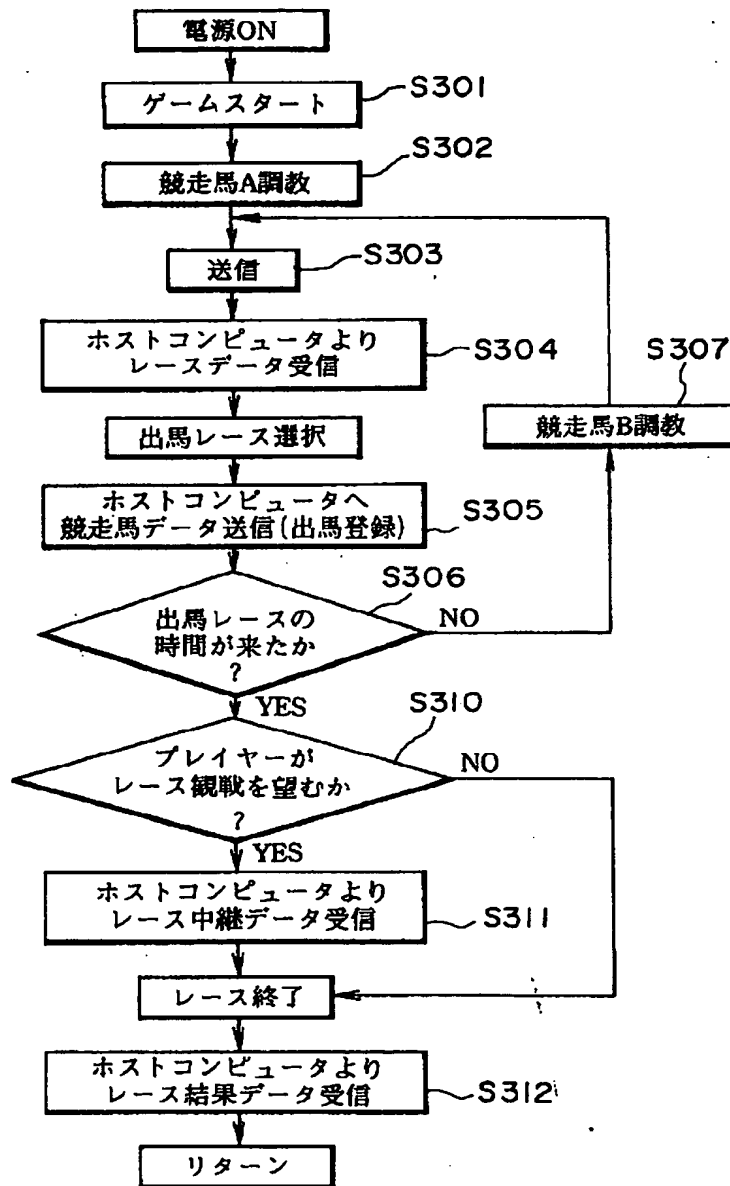 電源ON
ゲームスタート
S301
競走馬A調教
S302
送信
S303
ホストコンピュータより
レースデータ受信
S304
出馬レース選択
ホストコンピュータへ
競走馬データ送信(出馬登録)
S305
出馬レースの
時間が来たか
?
S306
NO
競走馬B調教
S307
YES
プレイヤーが
レース観戦を望むか
?
S310
NO
YES
ホストコンピュータより
レース中継データ受信
S311
レース終了
ホストコンピュータより
レース結果データ受信
S312
リターン